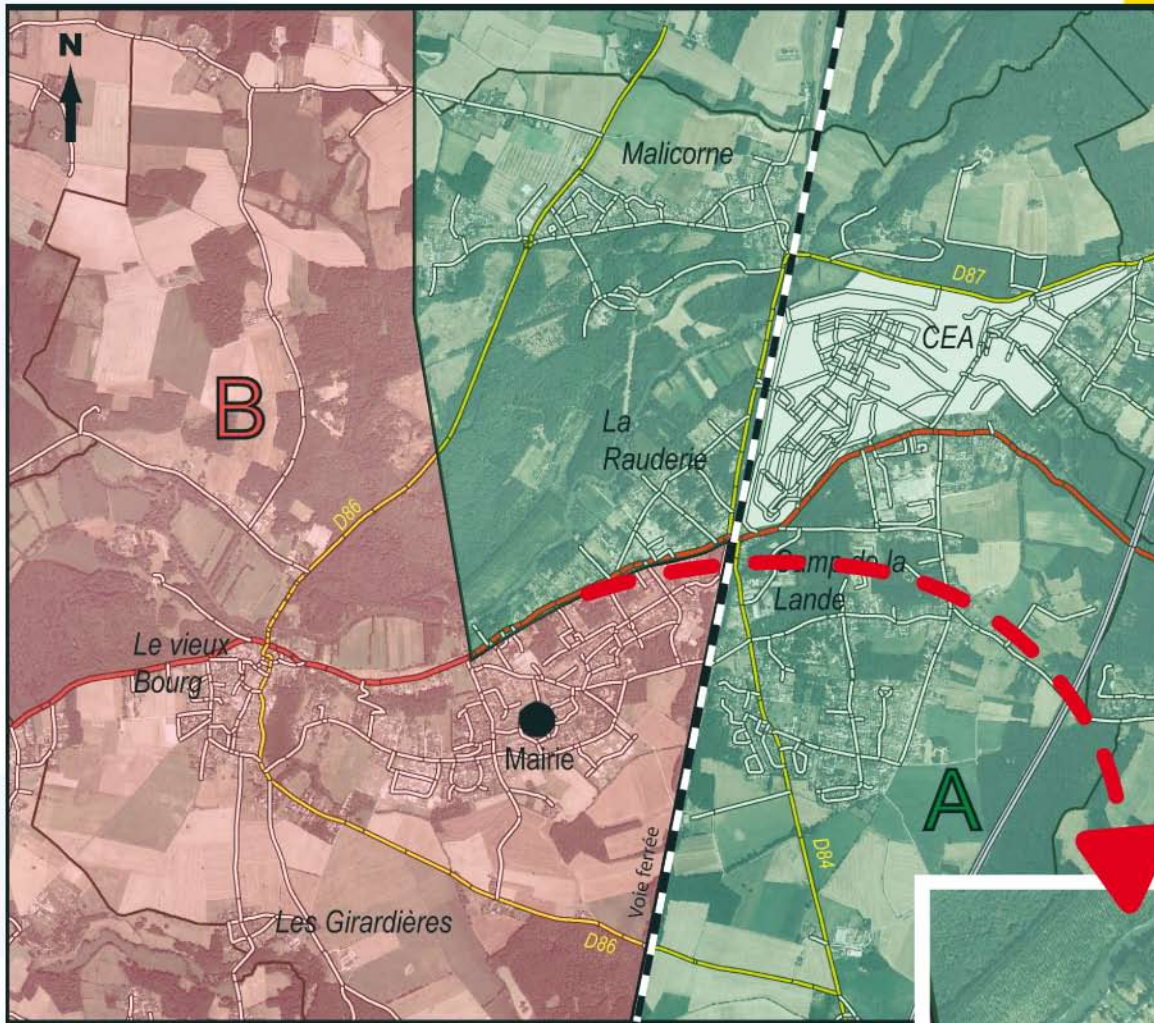 N
Malicorne
D87
CEA
B
La
Rauderie
D86
Camp de la
Lande
Le vieux
Bourg
Mairie
A
D84
Voie ferrée
Les Girardières
D86